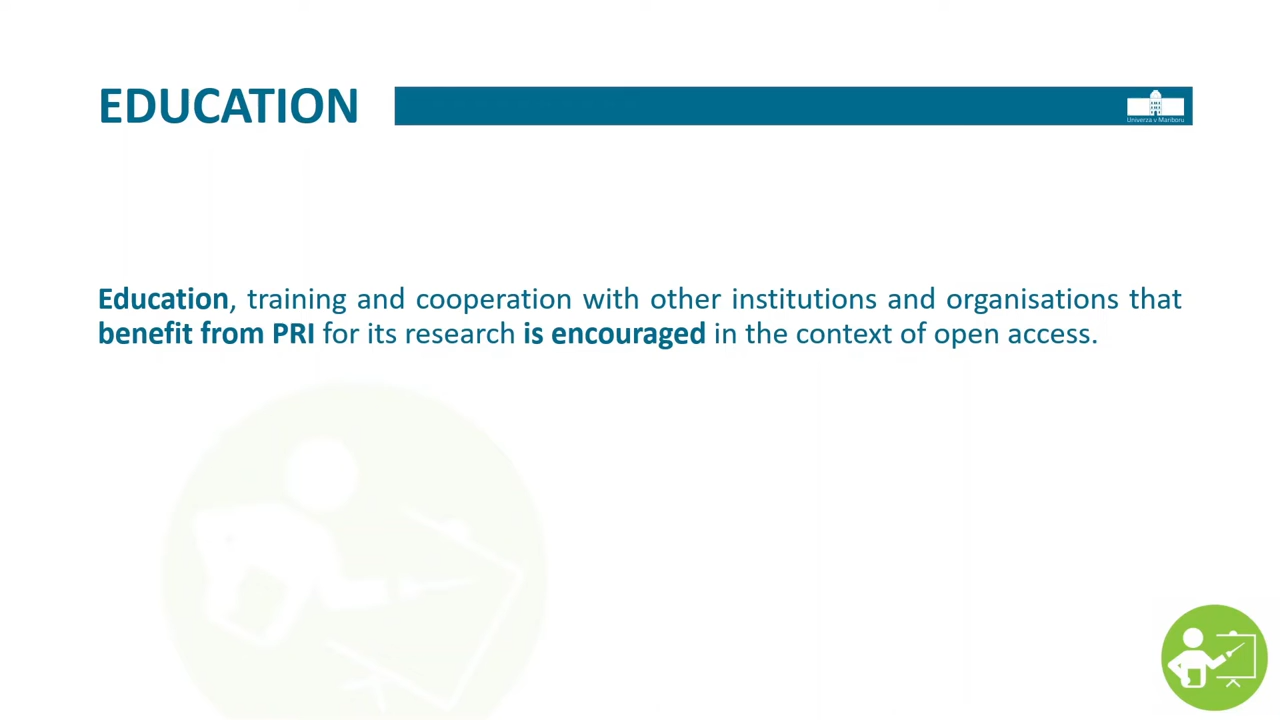 EDUCATION
Univerza v Mariboru
Education, training and cooperation with other institutions and organisations that
benefit from PRI for its research is encouraged in the context of open access.